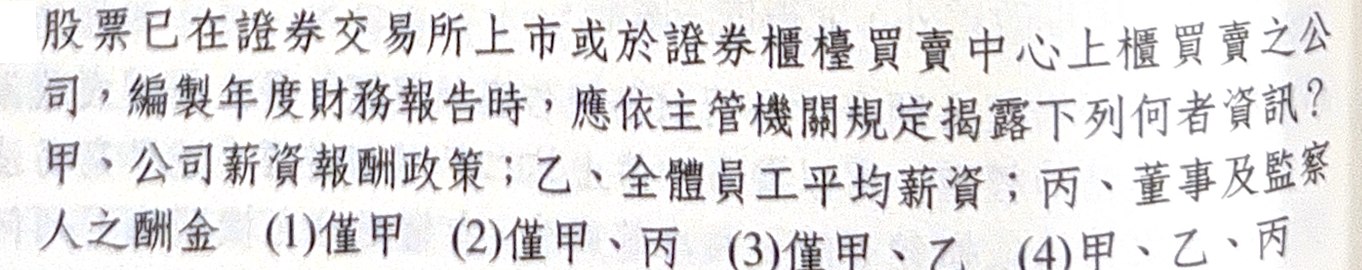 股票已在證券交易所上市或於證券櫃檯買賣中心上櫃買賣之公
司，編製年度財務報告時，應依主管機關規定揭露下列何者資訊？
甲、公司薪資報酬政策；乙、全體員工平均薪資；丙、董事及監察
人之酬金　(1)僅甲　(2)僅甲、丙　(3)僅甲、乙　(4)甲、乙、丙